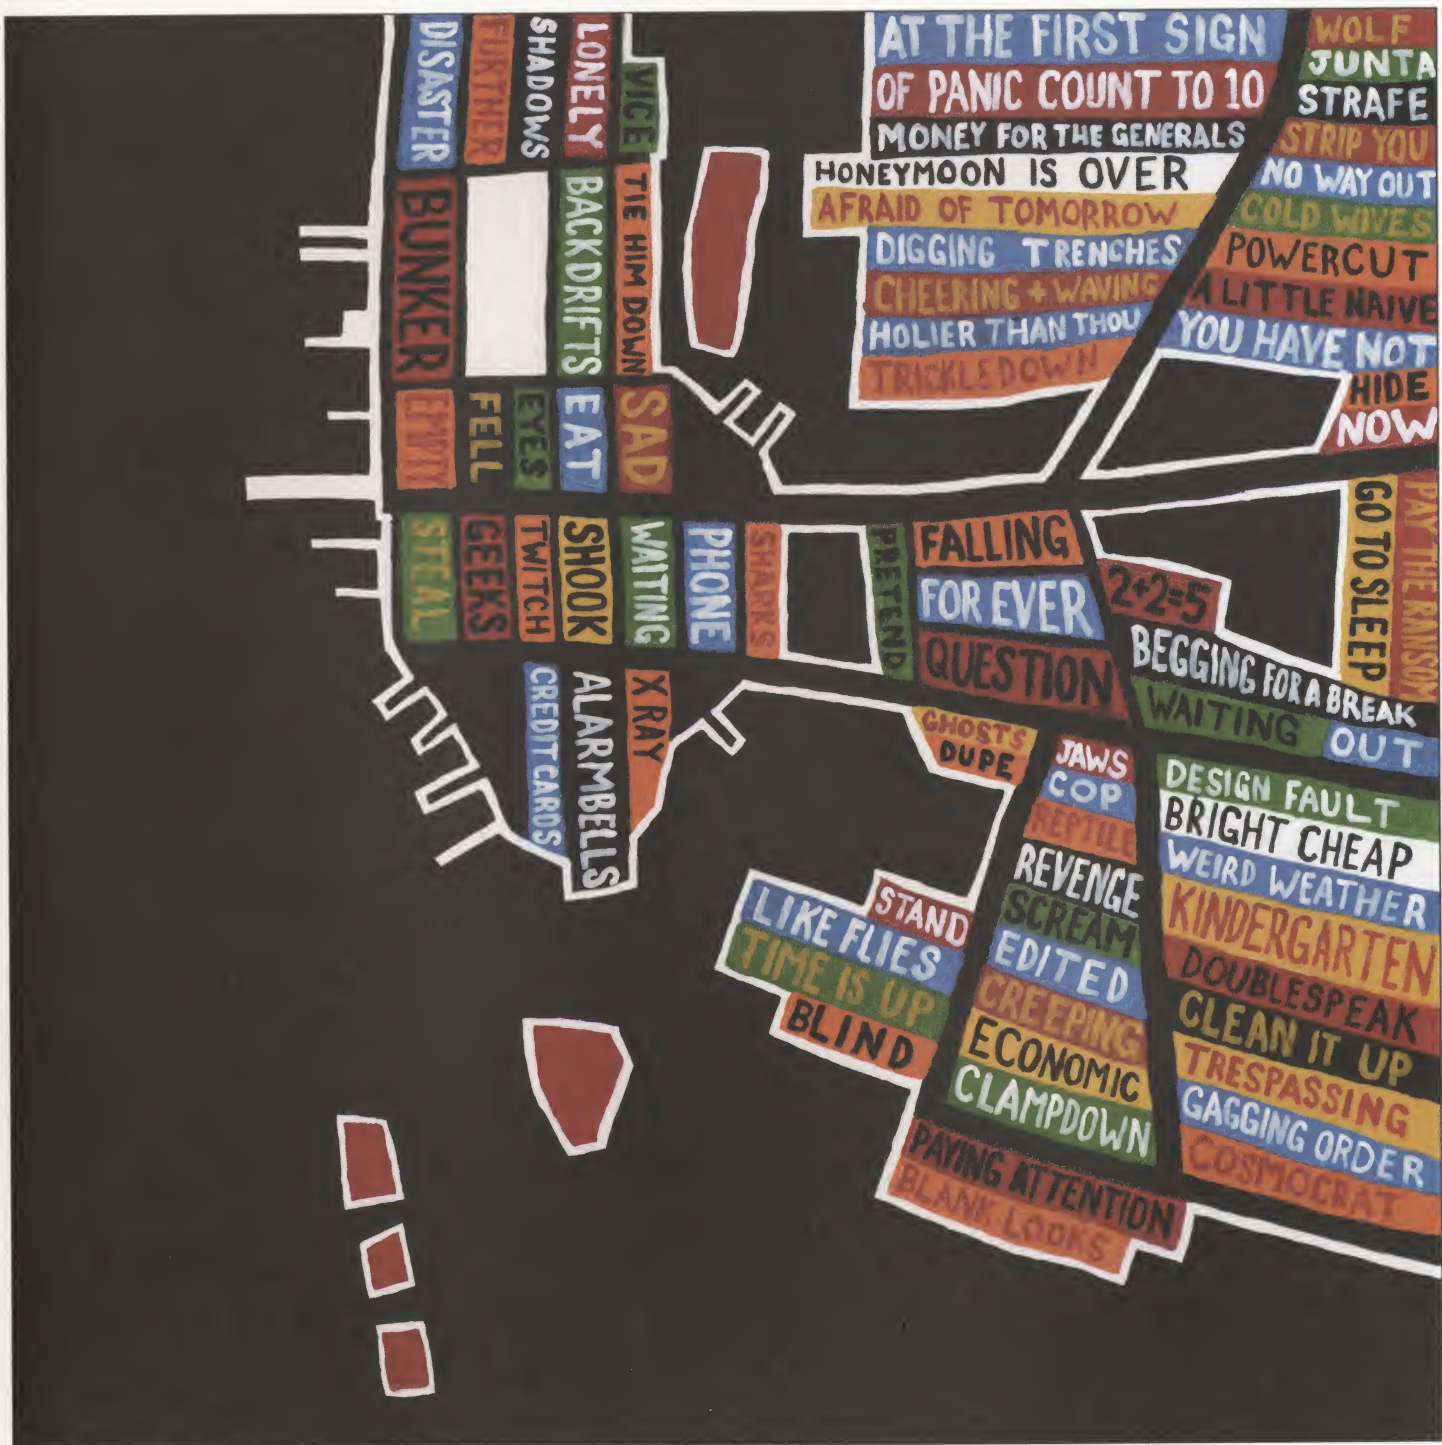 DISASTER
FURTHER
SHADOWS
LONELY
VICE
BUNKER
BACKDRIFTS
TIE HIM DOWN
EMPTY
FELL
EYES
EAT
SAD
STEAL
GEEKS
TWITCH
SHOOK
WAITING
PHONE
SHARKS
PRETEND
CREDIT CARDS
ALARMBELLS
X RAY
AT THE FIRST SIGN
OF PANIC COUNT TO 10
MONEY FOR THE GENERALS
HONEYMOON IS OVER
AFRAID OF TOMORROW
DIGGING TRENCHES
CHEERING + WAVING
HOLIER THAN THOU
TRICKLEDOWN
WOLF
JUNTA
STRAFE
STRIP YOU
NO WAY OUT
COLD WIVES
POWERCUT
A LITTLE NAIVE
YOU HAVE NOT
HIDE
NOW
FALLING
FOR EVER
QUESTION
2+2=5
BEGGING FOR A BREAK
WAITING
OUT
GO TO SLEEP
PAY THE RANSOM
GHOSTS
DUPE
JAWS
COP
REPTILE
REVENGE
SCREAM
EDITED
CREEPING
ECONOMIC
CLAMPDOWN
STAND
LIKE FLIES
TIME IS UP
BLIND
PAYING ATTENTION
BLANK LOOKS
DESIGN FAULT
BRIGHT CHEAP
WEIRD WEATHER
KINDERGARTEN
DOUBLESPEAK
CLEAN IT UP
TRESPASSING
GAGGING ORDER
COSMOCRAT